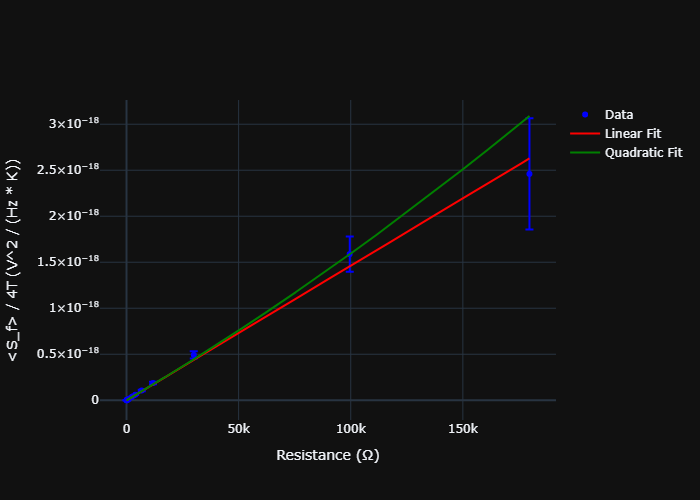 Data
Linear Fit
Quadratic Fit
3×10⁻¹⁸
2.5×10⁻¹⁸
2×10⁻¹⁸
1.5×10⁻¹⁸
1×10⁻¹⁸
0.5×10⁻¹⁸
0
<S_f> / 4T (V^2 / (Hz * K))
0 50k 100k 150k
Resistance (Ω)